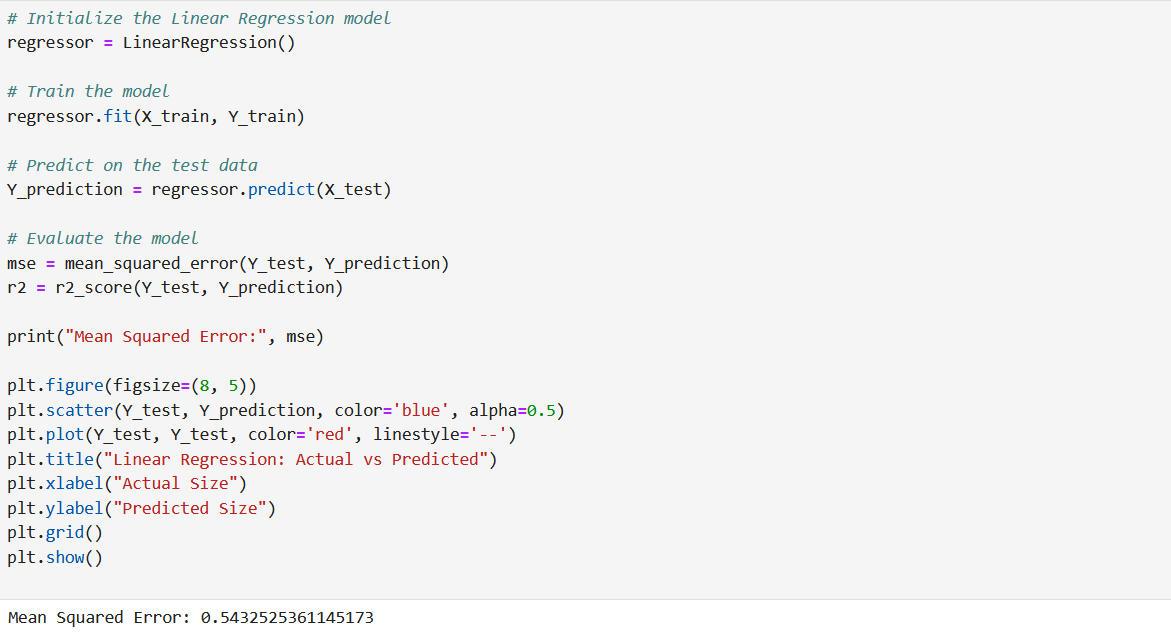 # Initialize the Linear Regression model
regressor = LinearRegression()
# Train the model
regressor.fit(X_train, Y_train)
# Predict on the test data
Y_prediction = regressor.predict(X_test)
# Evaluate the model
mse = mean_squared_error(Y_test, Y_prediction)
r2 = r2_score(Y_test, Y_prediction)
print("Mean Squared Error:", mse)
plt.figure(figsize=(8, 5))
plt.scatter(Y_test, Y_prediction, color='blue', alpha=0.5)
plt.plot(Y_test, Y_test, color='red', linestyle='--')
plt.title("Linear Regression: Actual vs Predicted")
plt.xlabel("Actual Size")
plt.ylabel("Predicted Size")
plt.grid()
plt.show()
Mean Squared Error: 0.5432525361145173